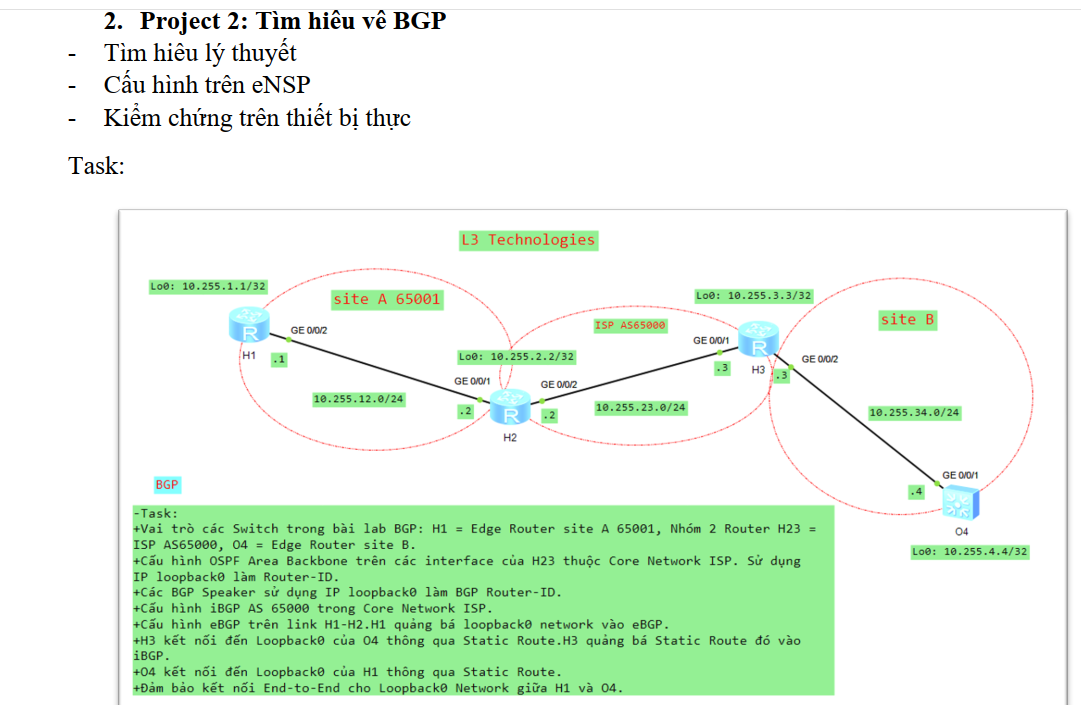 2. Project 2: Tìm hiêu vê BGP
- Tìm hiêu lý thuyết
- Cấu hình trên eNSP
- Kiểm chứng trên thiết bị thực
Task:
L3 Technologies
Lo0: 10.255.1.1/32
site A 65001
Lo0: 10.255.3.3/32
site B
ISP AS65000
R
GE 0/0/2
H1
.1
GE 0/0/1
R
H3
.3
.3
GE 0/0/2
Lo0: 10.255.2.2/32
GE 0/0/1
GE 0/0/2
10.255.12.0/24
.2
R
.2
10.255.23.0/24
10.255.34.0/24
H2
GE 0/0/1
.4
O4
Lo0: 10.255.4.4/32
BGP
-Task:
+Vai trò các Switch trong bài lab BGP: H1 = Edge Router site A 65001, Nhóm 2 Router H23 =
ISP AS65000, O4 = Edge Router site B.
+Cấu hình OSPF Area Backbone trên các interface của H23 thuộc Core Network ISP. Sử dụng
IP loopback0 làm Router-ID.
+Các BGP Speaker sử dụng IP loopback0 làm BGP Router-ID.
+Cấu hình iBGP AS 65000 trong Core Network ISP.
+Cấu hình eBGP trên link H1-H2.H1 quảng bá loopback0 network vào eBGP.
+H3 kết nối đến Loopback0 của O4 thông qua Static Route.H3 quảng bá Static Route đó vào
iBGP.
+O4 kết nối đến Loopback0 của H1 thông qua Static Route.
+Đảm bảo kết nối End-to-End cho Loopback0 Network giữa H1 và O4.